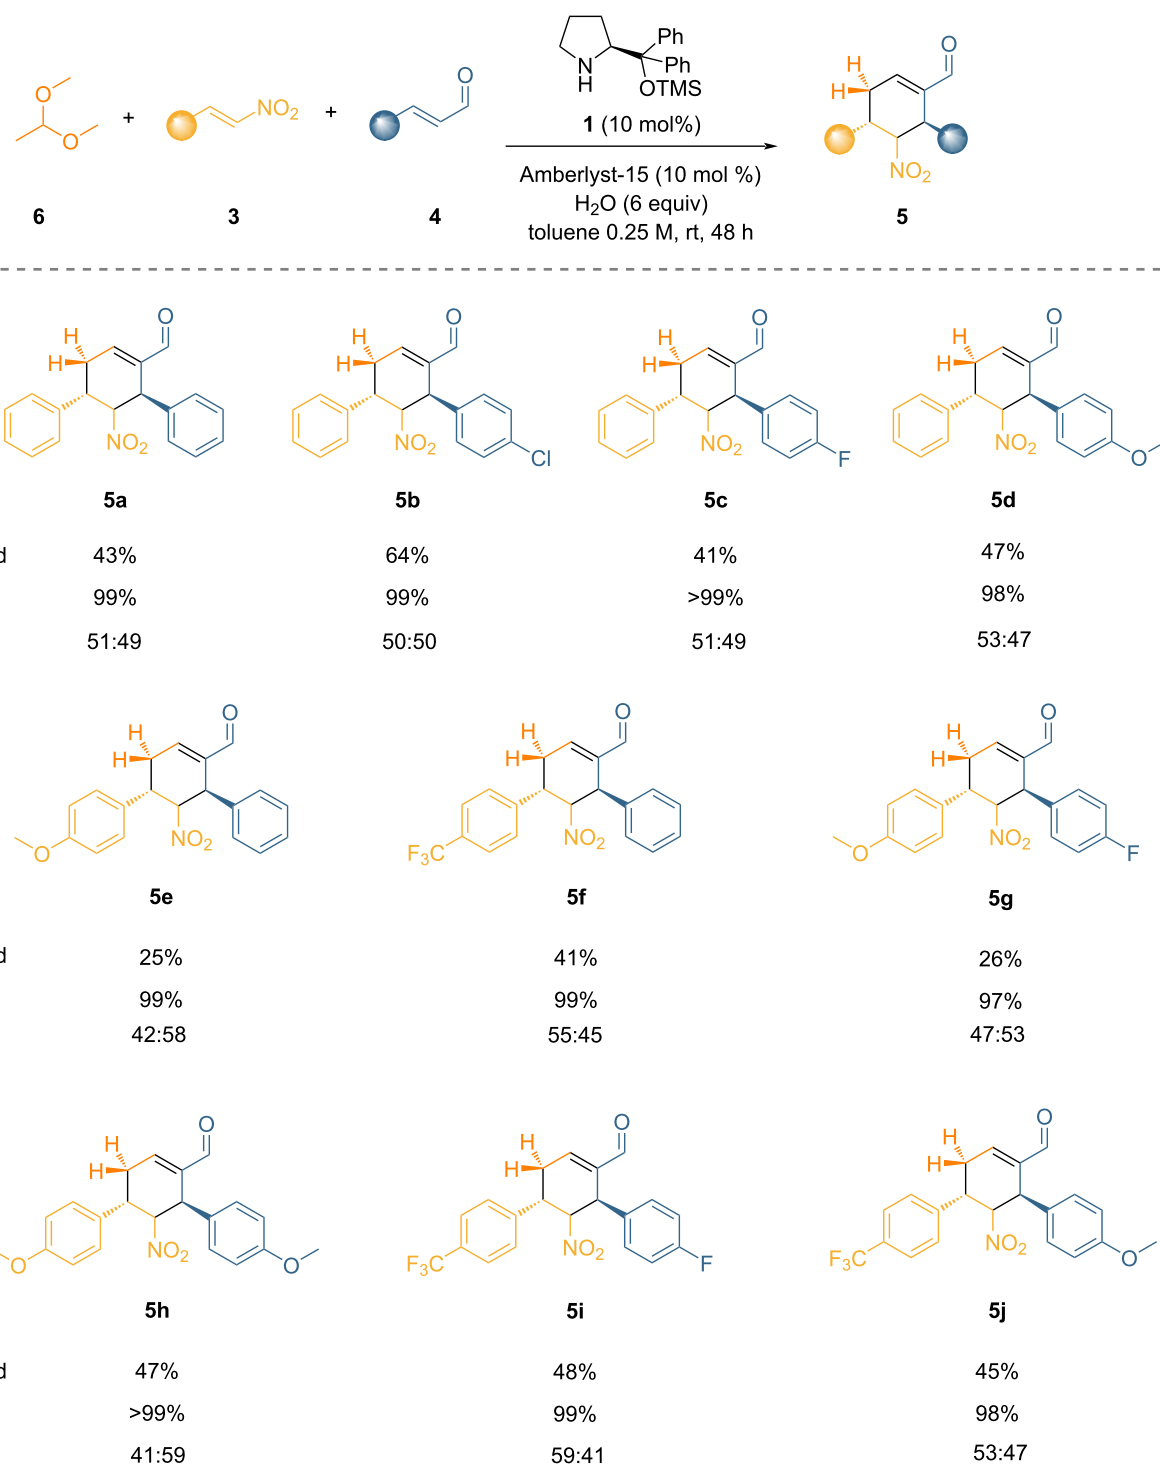 O
O
+
NO2
+
O
N
H
Ph
Ph
OTMS
1 (10 mol%)
Amberlyst-15 (10 mol %)
H2O (6 equiv)
toluene 0.25 M, rt, 48 h
H
H
O
NO2
6
3
4
5
H
H
O
NO2
H
H
O
NO2
Cl
H
H
O
NO2
F
H
H
O
NO2
O
5a
5b
5c
5d
d 43% 64% 41% 47%
99% 99% >99% 98%
51:49 50:50 51:49 53:47
H
H
O
NO2
O
H
H
O
NO2
F3C
H
H
O
NO2
O
F
5e
5f
5g
d 25% 41% 26%
99% 99% 97%
42:58 55:45 47:53
H
H
O
NO2
O
O
H
H
O
NO2
F3C
F
H
H
O
NO2
F3C
O
5h
5i
5j
d 47% 48% 45%
>99% 99% 98%
41:59 59:41 53:47